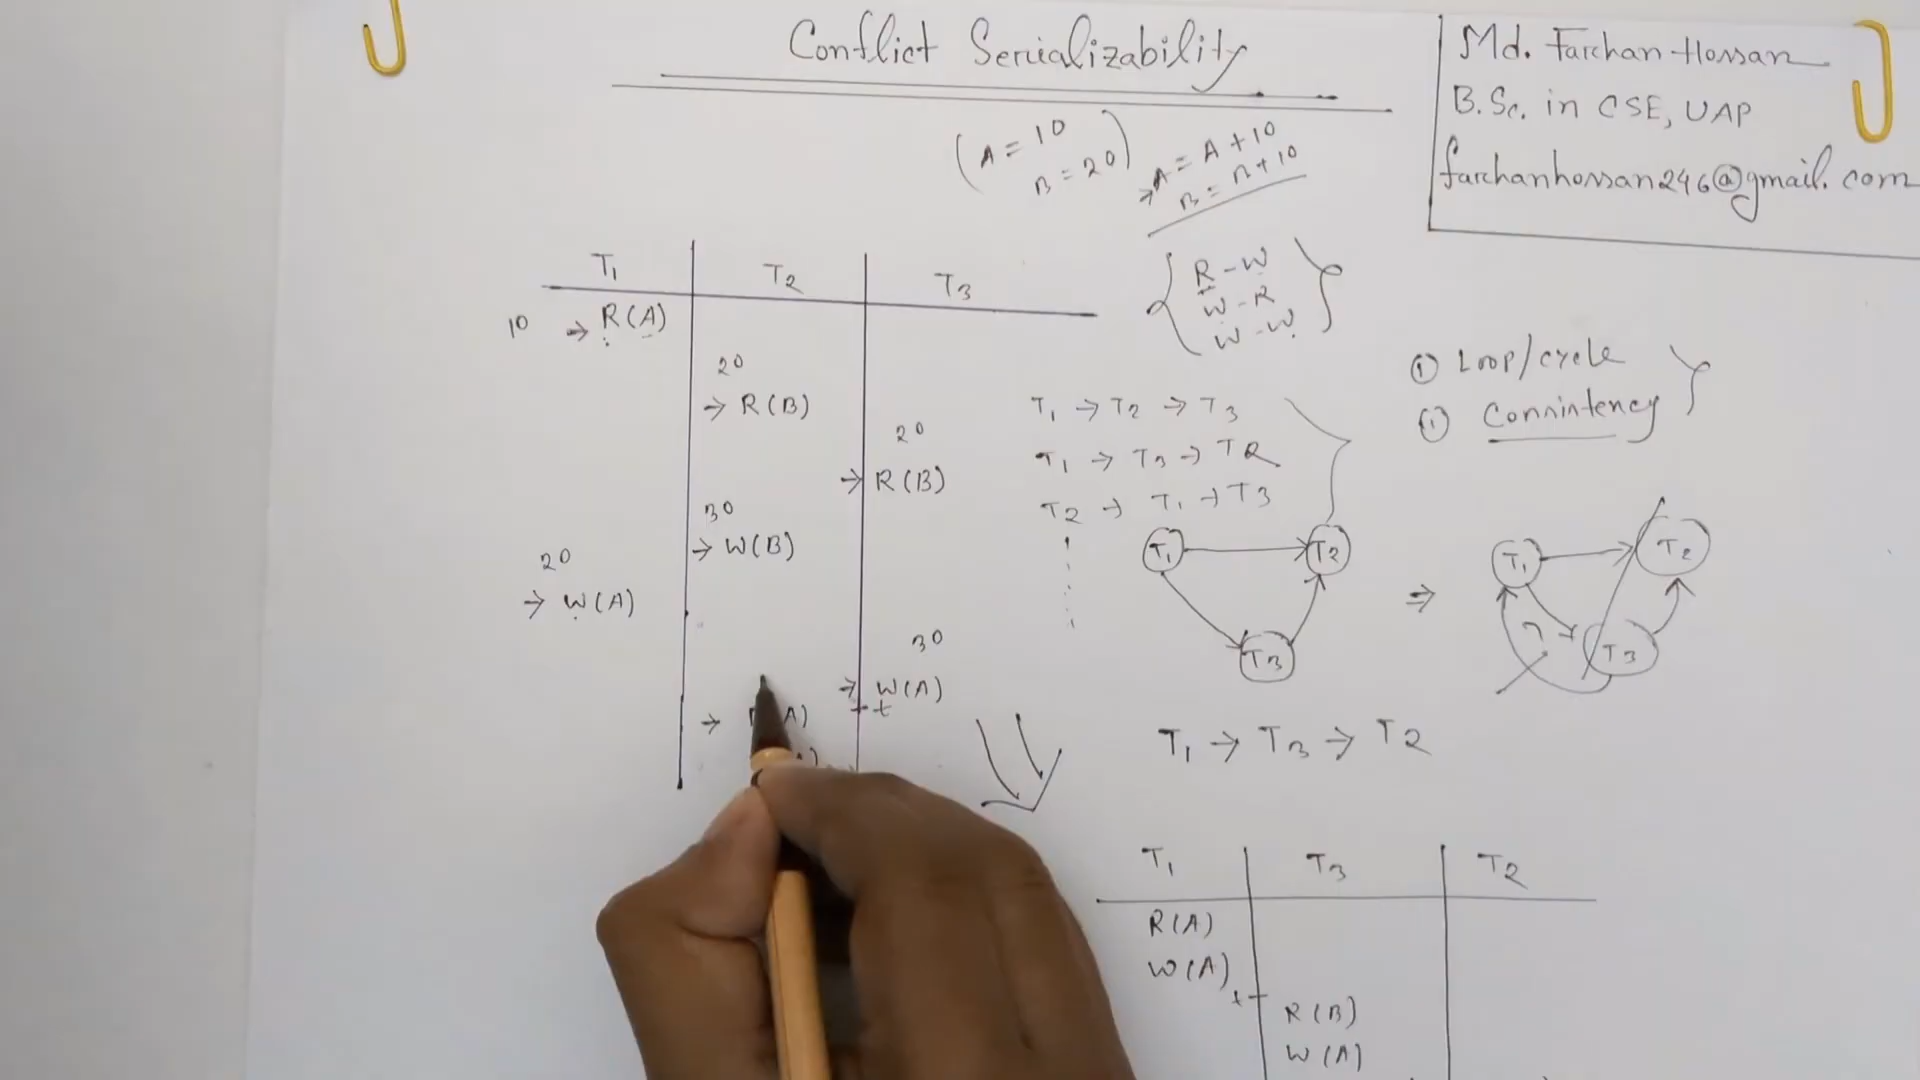 Conflict Serializability
Md. Farhan Hossan
B.Sc. in CSE, UAP
farhanhossan246@gmail.com
(A = 10
B = 20)
A = A + 10
B = B + 10
T1 T2 T3
10 → R(A)
20
→ R(B)
20
→ R(B)
30
→ W(B)
20
→ W(A)
30
→ W(A)
→ A)
R - W
W - R
W - W
① Loop/cycle
① Consistency
T1 → T2 → T3
T1 → T3 → T2
T2 → T1 → T3
T1 T2
T3
⇒
T1 T2
T3
T1 → T3 → T2
T1 T3 T2
R(A)
W(A)
R(B)
W(A)